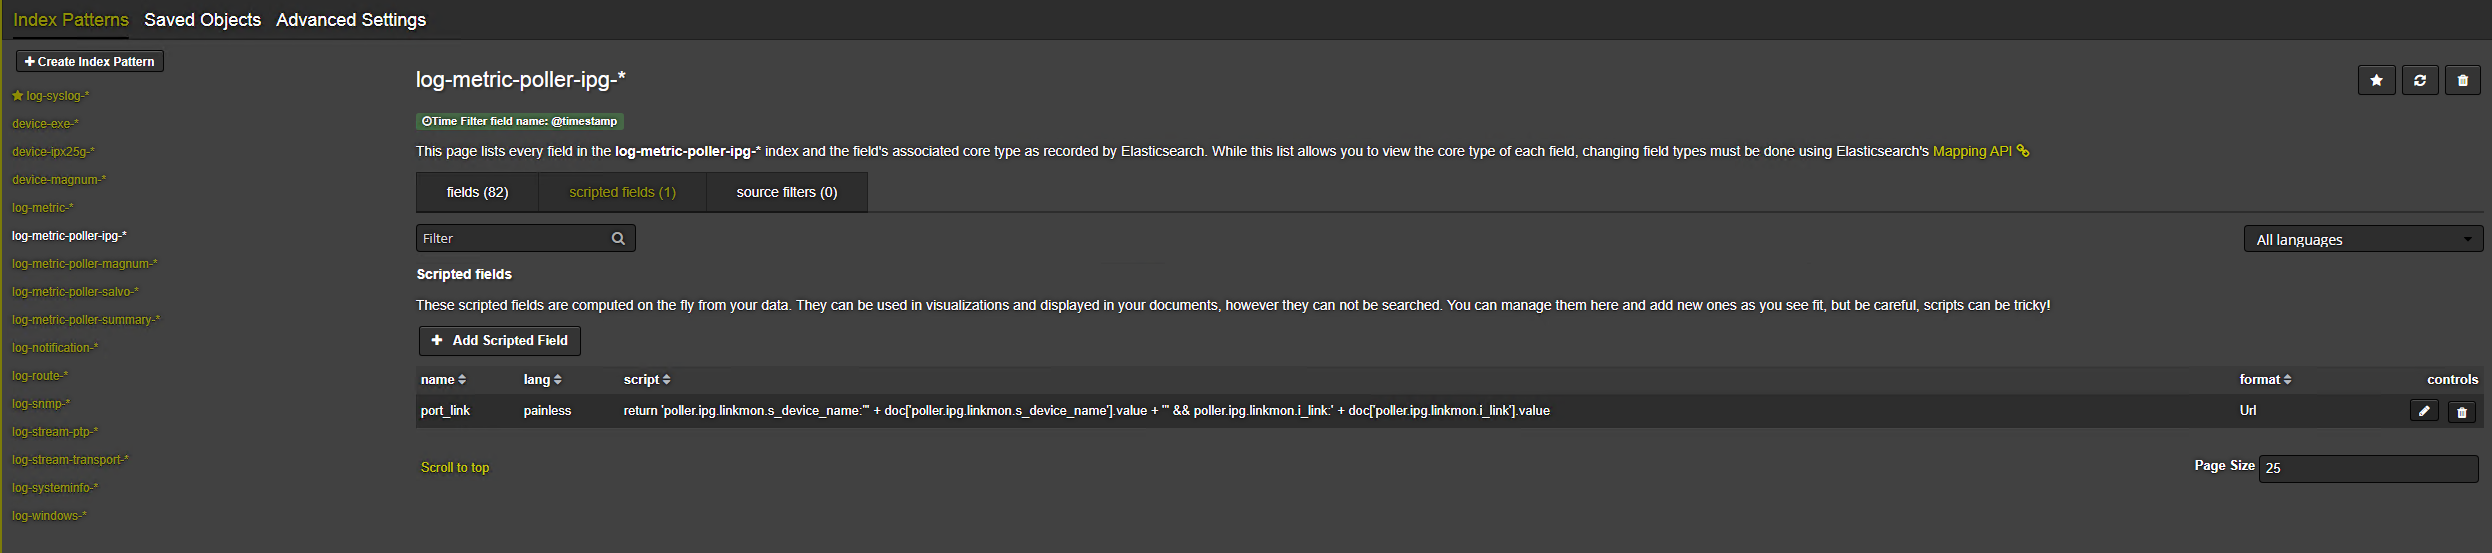 Index Patterns Saved Objects Advanced Settings
Create Index Pattern
log-syslog-*
device-exe-*
device-ipx25g-*
device-magnum-*
log-metric-*
log-metric-poller-ipg-*
log-metric-poller-magnum-*
log-metric-poller-salvo-*
log-metric-poller-summary-*
log-notification-*
log-route-*
log-snmp-*
log-stream-ptp-*
log-stream-transport-*
log-systeminfo-*
log-windows-*
log-metric-poller-ipg-*
Time Filter field name: @timestamp
This page lists every field in the log-metric-poller-ipg-* index and the field's associated core type as recorded by Elasticsearch. While this list allows you to view the core type of each field, changing field types must be done using Elasticsearch's Mapping API
fields (82) scripted fields (1) source filters (0)
Filter All languages
Scripted fields
These scripted fields are computed on the fly from your data. They can be used in visualizations and displayed in your documents, however they can not be searched. You can manage them here and add new ones as you see fit, but be careful, scripts can be tricky!
+ Add Scripted Field
name lang script format controls
port_link painless return 'poller.ipg.linkmon.s_device_name:"' + doc['poller.ipg.linkmon.s_device_name'].value + '" && poller.ipg.linkmon.i_link:' + doc['poller.ipg.linkmon.i_link'].value Url
Scroll to top Page Size 25